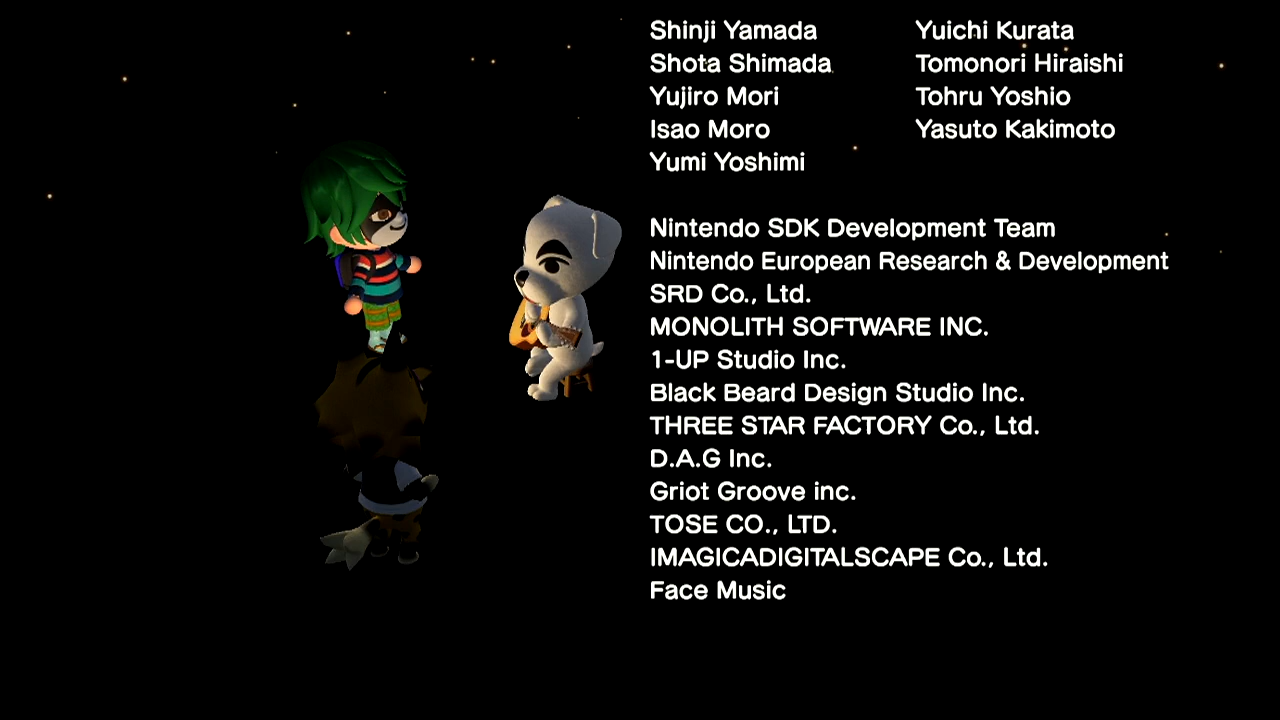 Shinji Yamada Yuichi Kurata
Shota Shimada Tomonori Hiraishi
Yujiro Mori Tohru Yoshio
Isao Moro Yasuto Kakimoto
Yumi Yoshimi
Nintendo SDK Development Team
Nintendo European Research & Development
SRD Co., Ltd.
MONOLITH SOFTWARE INC.
1-UP Studio Inc.
Black Beard Design Studio Inc.
THREE STAR FACTORY Co., Ltd.
D.A.G Inc.
Griot Groove inc.
TOSE CO., LTD.
IMAGICADIGITALSCAPE Co., Ltd.
Face Music